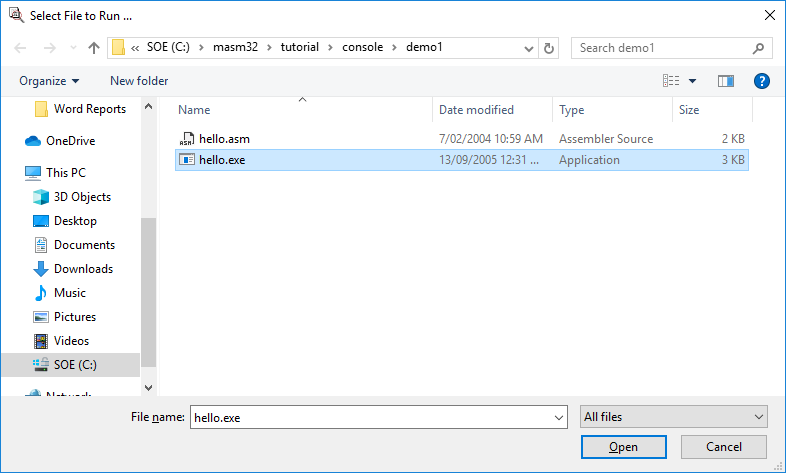 Select File to Run ...
« SOE (C:) › masm32 › tutorial › console › demo1
Search demo1
Organize
New folder
?
Word Reports
OneDrive
This PC
3D Objects
Desktop
Documents
Downloads
Music
Pictures
Videos
SOE (C:)
Network
Name Date modified Type Size
ASM hello.asm 7/02/2004 10:59 AM Assembler Source 2 KB
hello.exe 13/09/2005 12:31 ... Application 3 KB
File name: hello.exe
All files
Open
Cancel